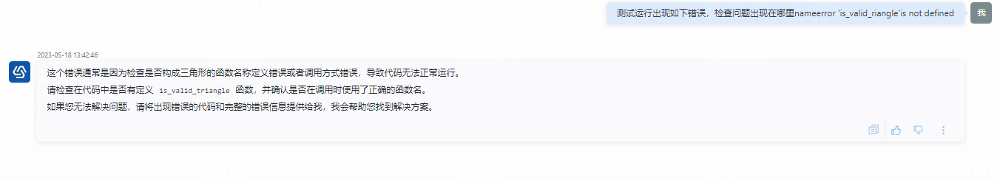 测试运行出现如下错误，检查问题出现在哪里nameerror 'is_valid_riangle'is not defined
我
2023-05-18 13:42:46
这个错误通常是因为检查是否构成三角形的函数名称定义错误或者调用方式错误，导致代码无法正常运行。
请检查在代码中是否有定义 is_valid_triangle 函数，并确认是否在调用时使用了正确的函数名。
如果您无法解决问题，请将出现错误的代码和完整的错误信息提供给我，我会帮助您找到解决方案。